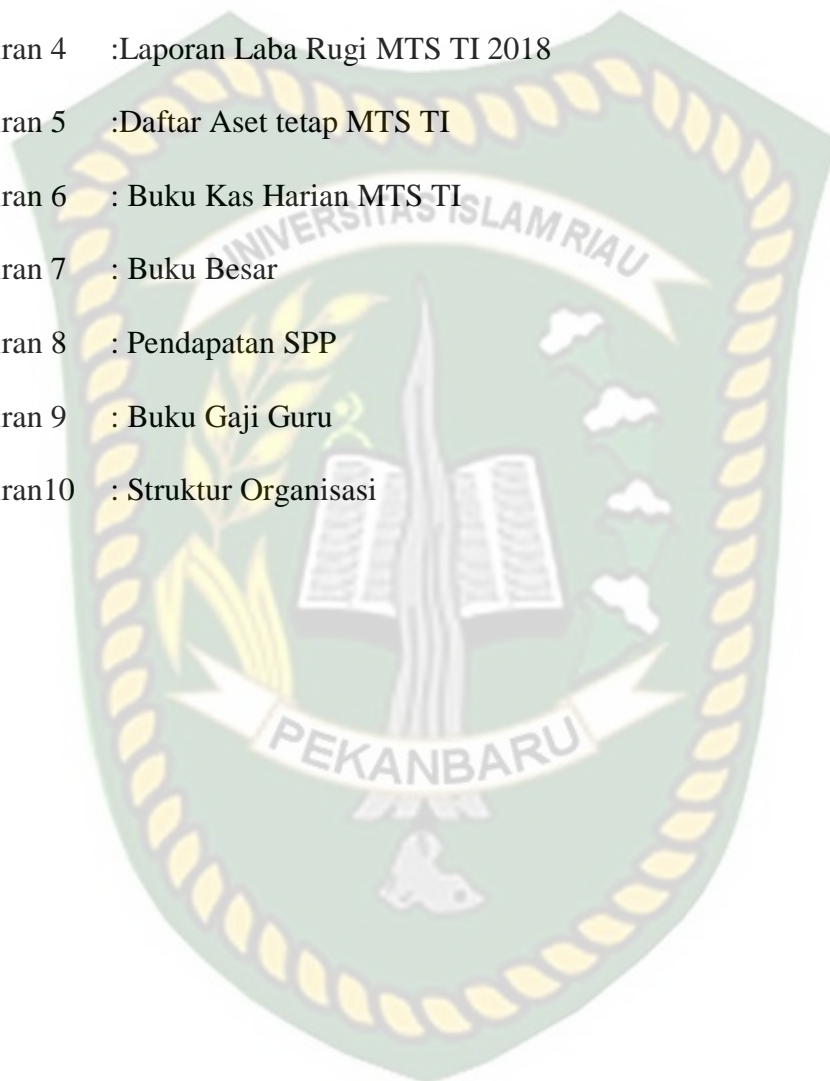 ran 4 :Laporan Laba Rugi MTS TI 2018
ran 5 :Daftar Aset tetap MTS TI
ran 6 : Buku Kas Harian MTS TI
UNIVERSITAS ISLAM RIAU
ran 7 : Buku Besar
ran 8 : Pendapatan SPP
ran 9 : Buku Gaji Guru
ran10 : Struktur Organisasi
PEKANBARU